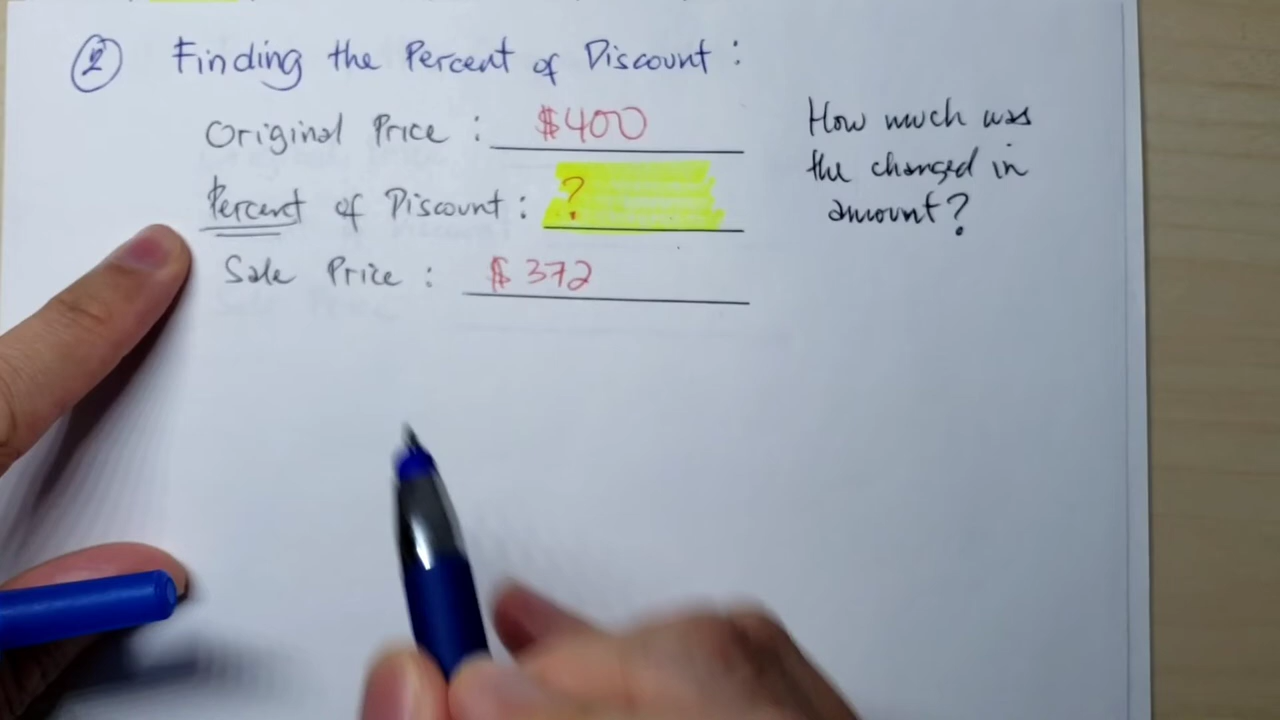 ② Finding the Percent of Discount :
Original Price : $400
Percent of Discount : ?
Sale Price : $372
How much was
the changed in
amount?